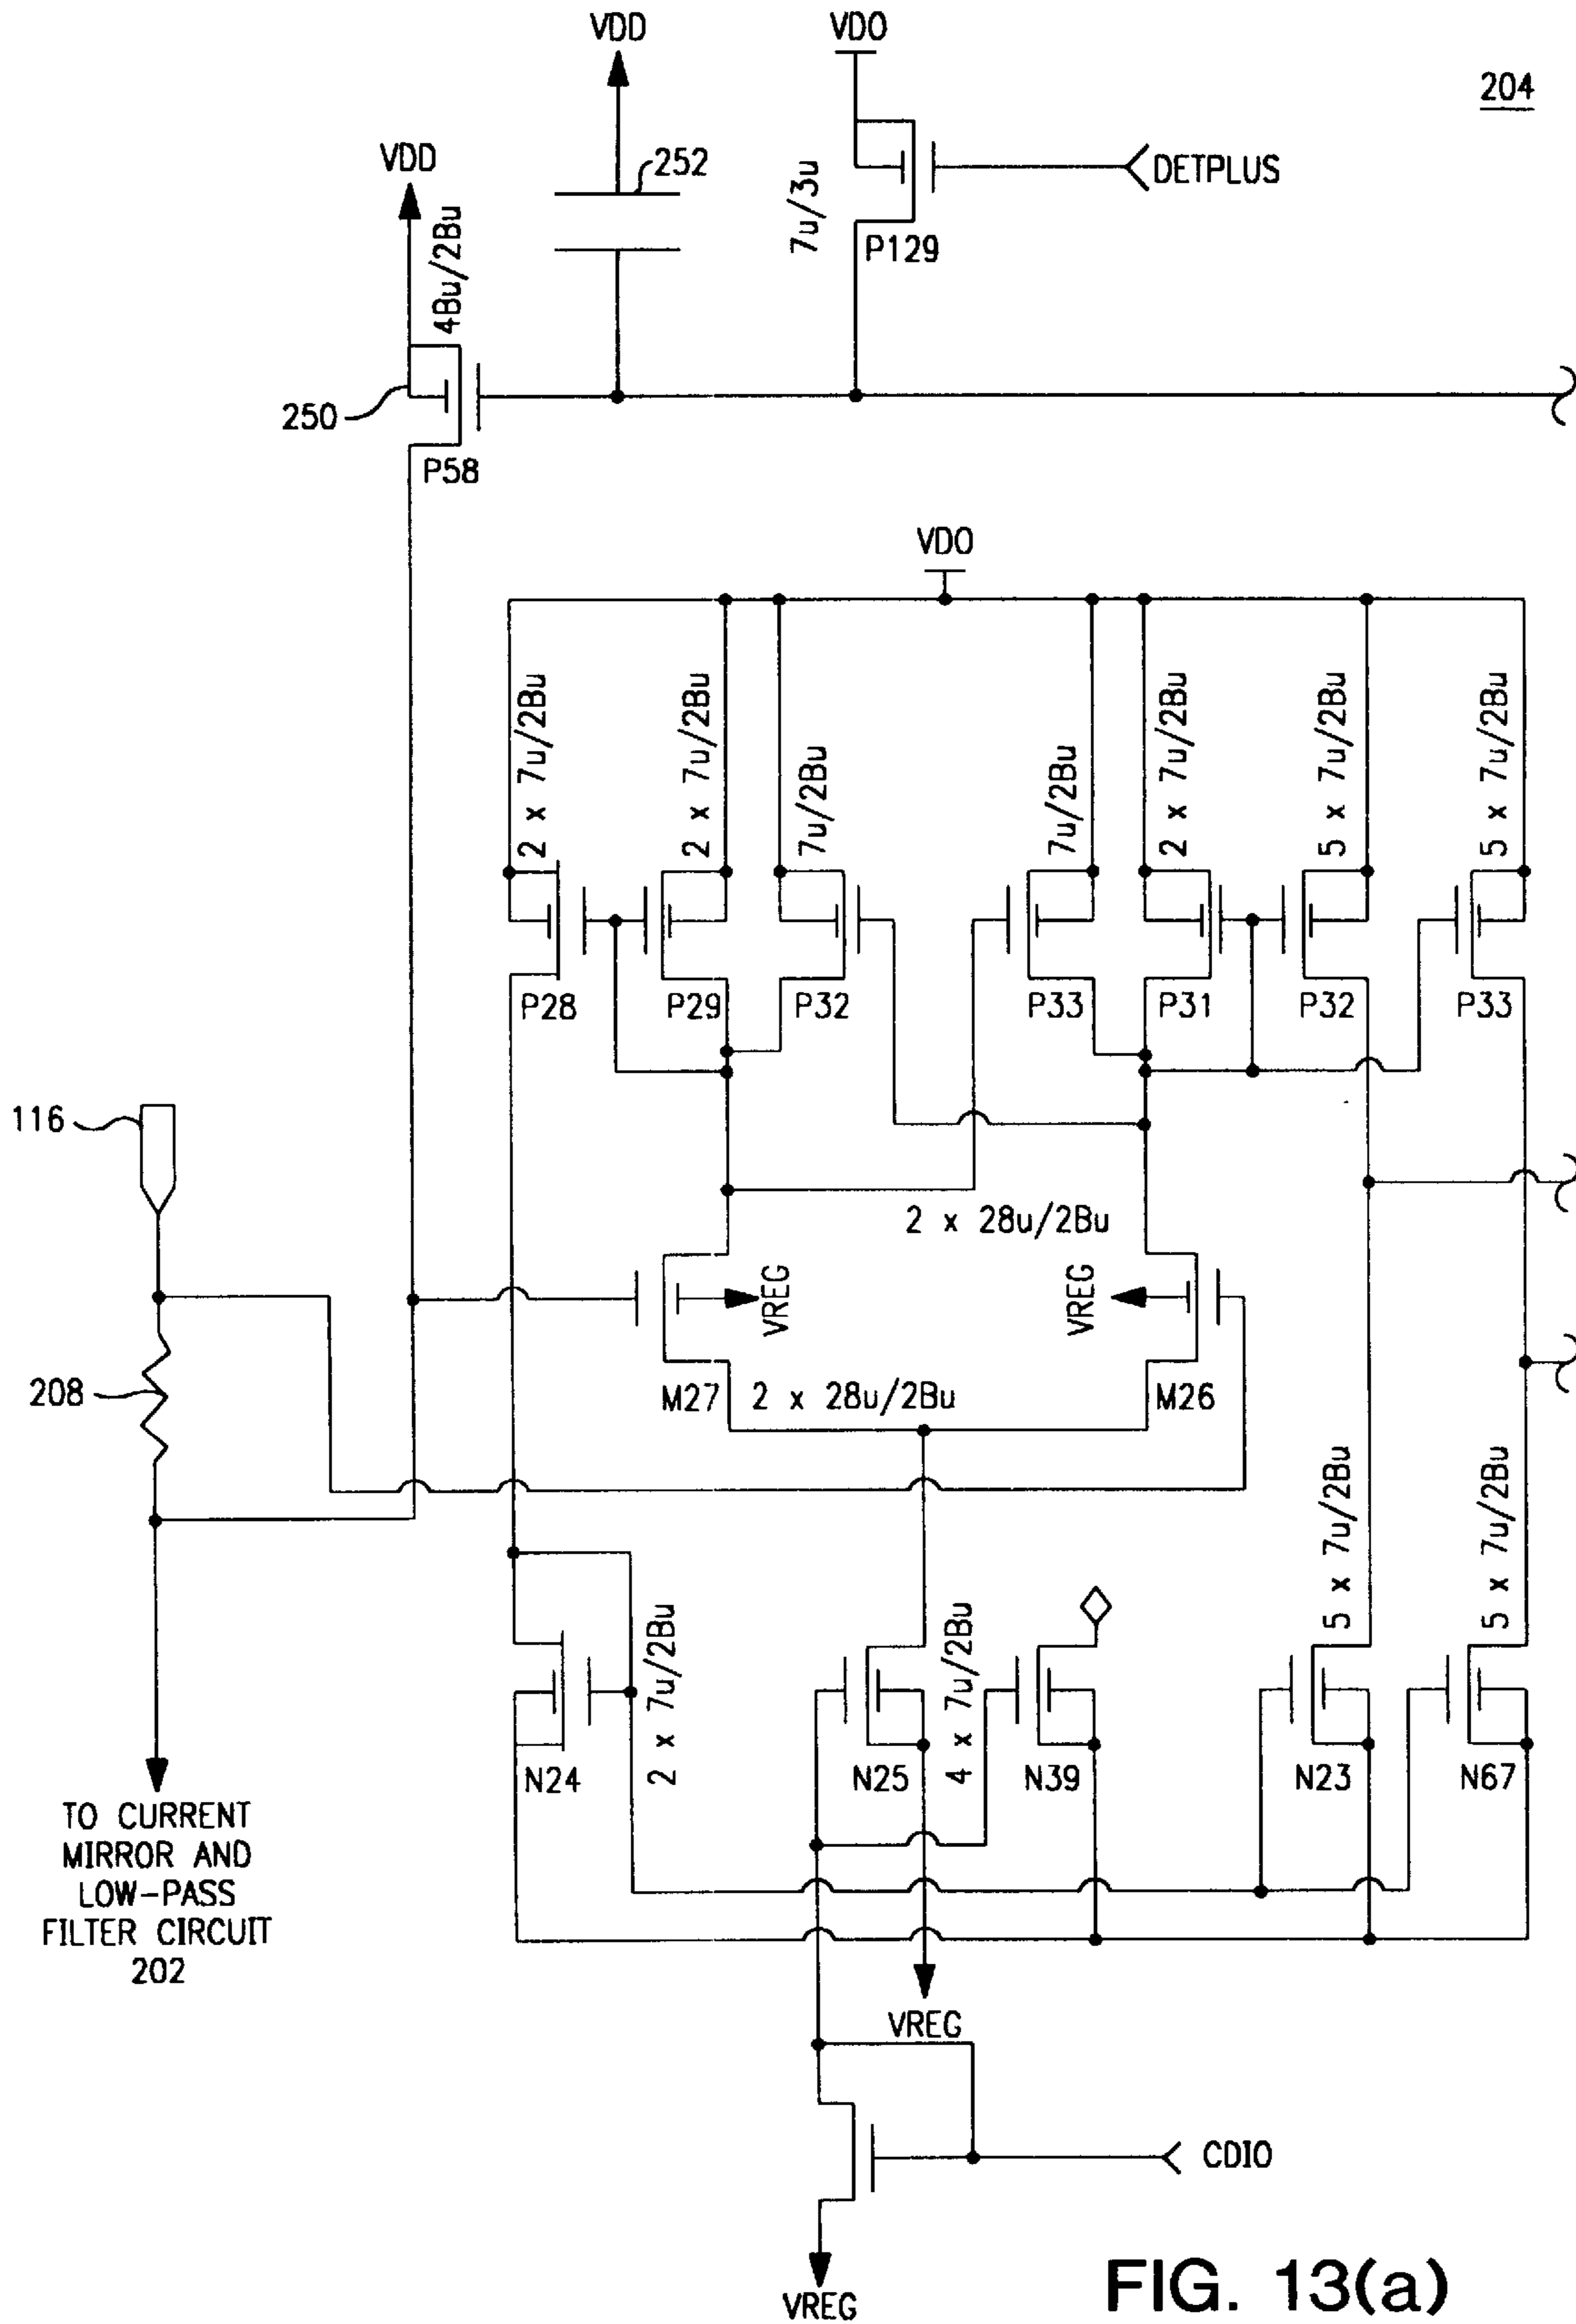 VDD
VDO
204
VDD
252
DETPLUS
4Bu/2Bu
7u/3u
P129
250
P58
VDO
2 x 7u/2Bu
2 x 7u/2Bu
7u/2Bu
7u/2Bu
2 x 7u/2Bu
5 x 7u/2Bu
5 x 7u/2Bu
P28
P29
P32
P33
P31
P32
P33
116
2 x 28u/2Bu
VREG
VREG
208
M27
2 x 28u/2Bu
M26
5 x 7u/2Bu
5 x 7u/2Bu
2 x 7u/2Bu
4 x 7u/2Bu
N24
N25
N39
N23
N67
TO CURRENT
MIRROR AND
LOW-PASS
FILTER CIRCUIT
202
VREG
CDIO
VREG
FIG. 13(a)